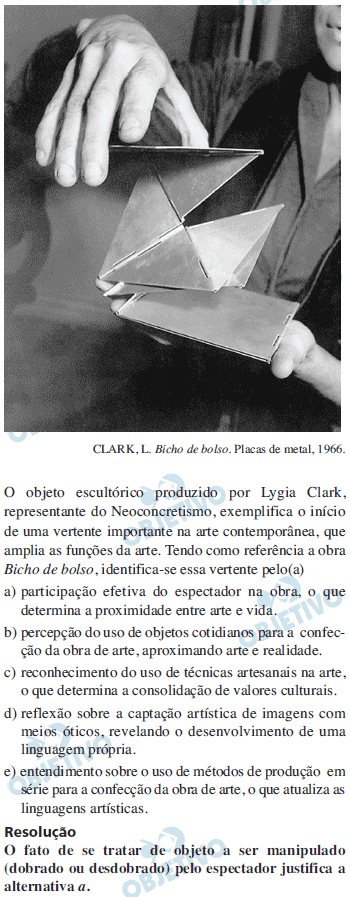 CLARK, L. Bicho de bolso. Placas de metal, 1966.
O objeto escultórico produzido por Lygia Clark,
representante do Neoconcretismo, exemplifica o início
de uma vertente importante na arte contemporânea, que
amplia as funções da arte. Tendo como referência a obra
Bicho de bolso, identifica-se essa vertente pelo(a)
a) participação efetiva do espectador na obra, o que
determina a proximidade entre arte e vida.
b) percepção do uso de objetos cotidianos para a confec-
ção da obra de arte, aproximando arte e realidade.
c) reconhecimento do uso de técnicas artesanais na arte,
o que determina a consolidação de valores culturais.
d) reflexão sobre a captação artística de imagens com
meios óticos, revelando o desenvolvimento de uma
linguagem própria.
e) entendimento sobre o uso de métodos de produção em
série para a confecção da obra de arte, o que atualiza as
linguagens artísticas.
Resolução
O fato de se tratar de objeto a ser manipulado
(dobrado ou desdobrado) pelo espectador justifica a
alternativa a.
OBJETIVO
OBJETIVO
OBJETIVO
OBJETIVO